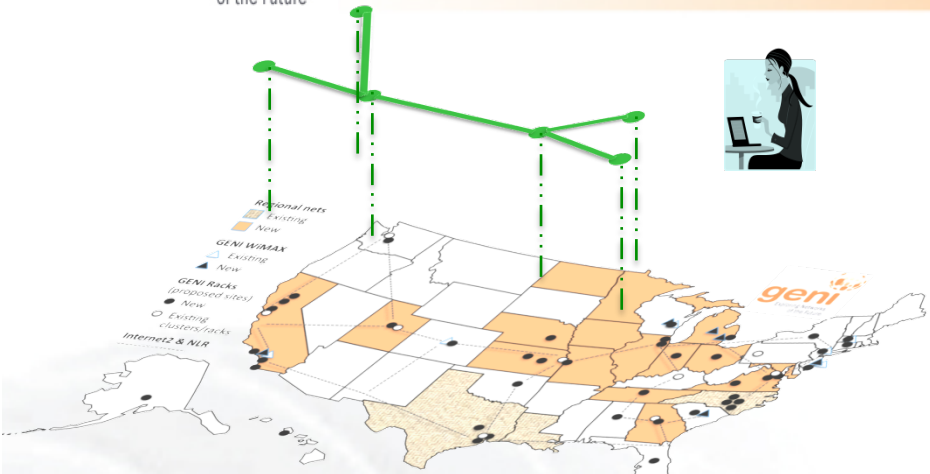 of the Future
Regional nets
Existing
New
GENI WiMAX
Existing
New
GENI Racks
(proposed sites)
New
Existing
clusters/racks
Internet2 & NLR
geni